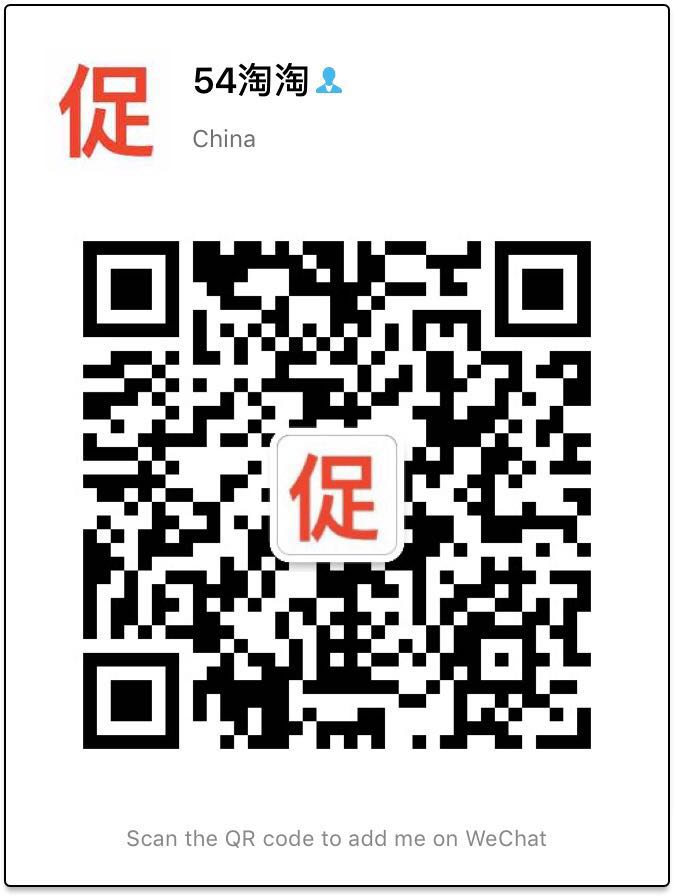 促
54淘淘
China
促
Scan the QR code to add me on WeChat